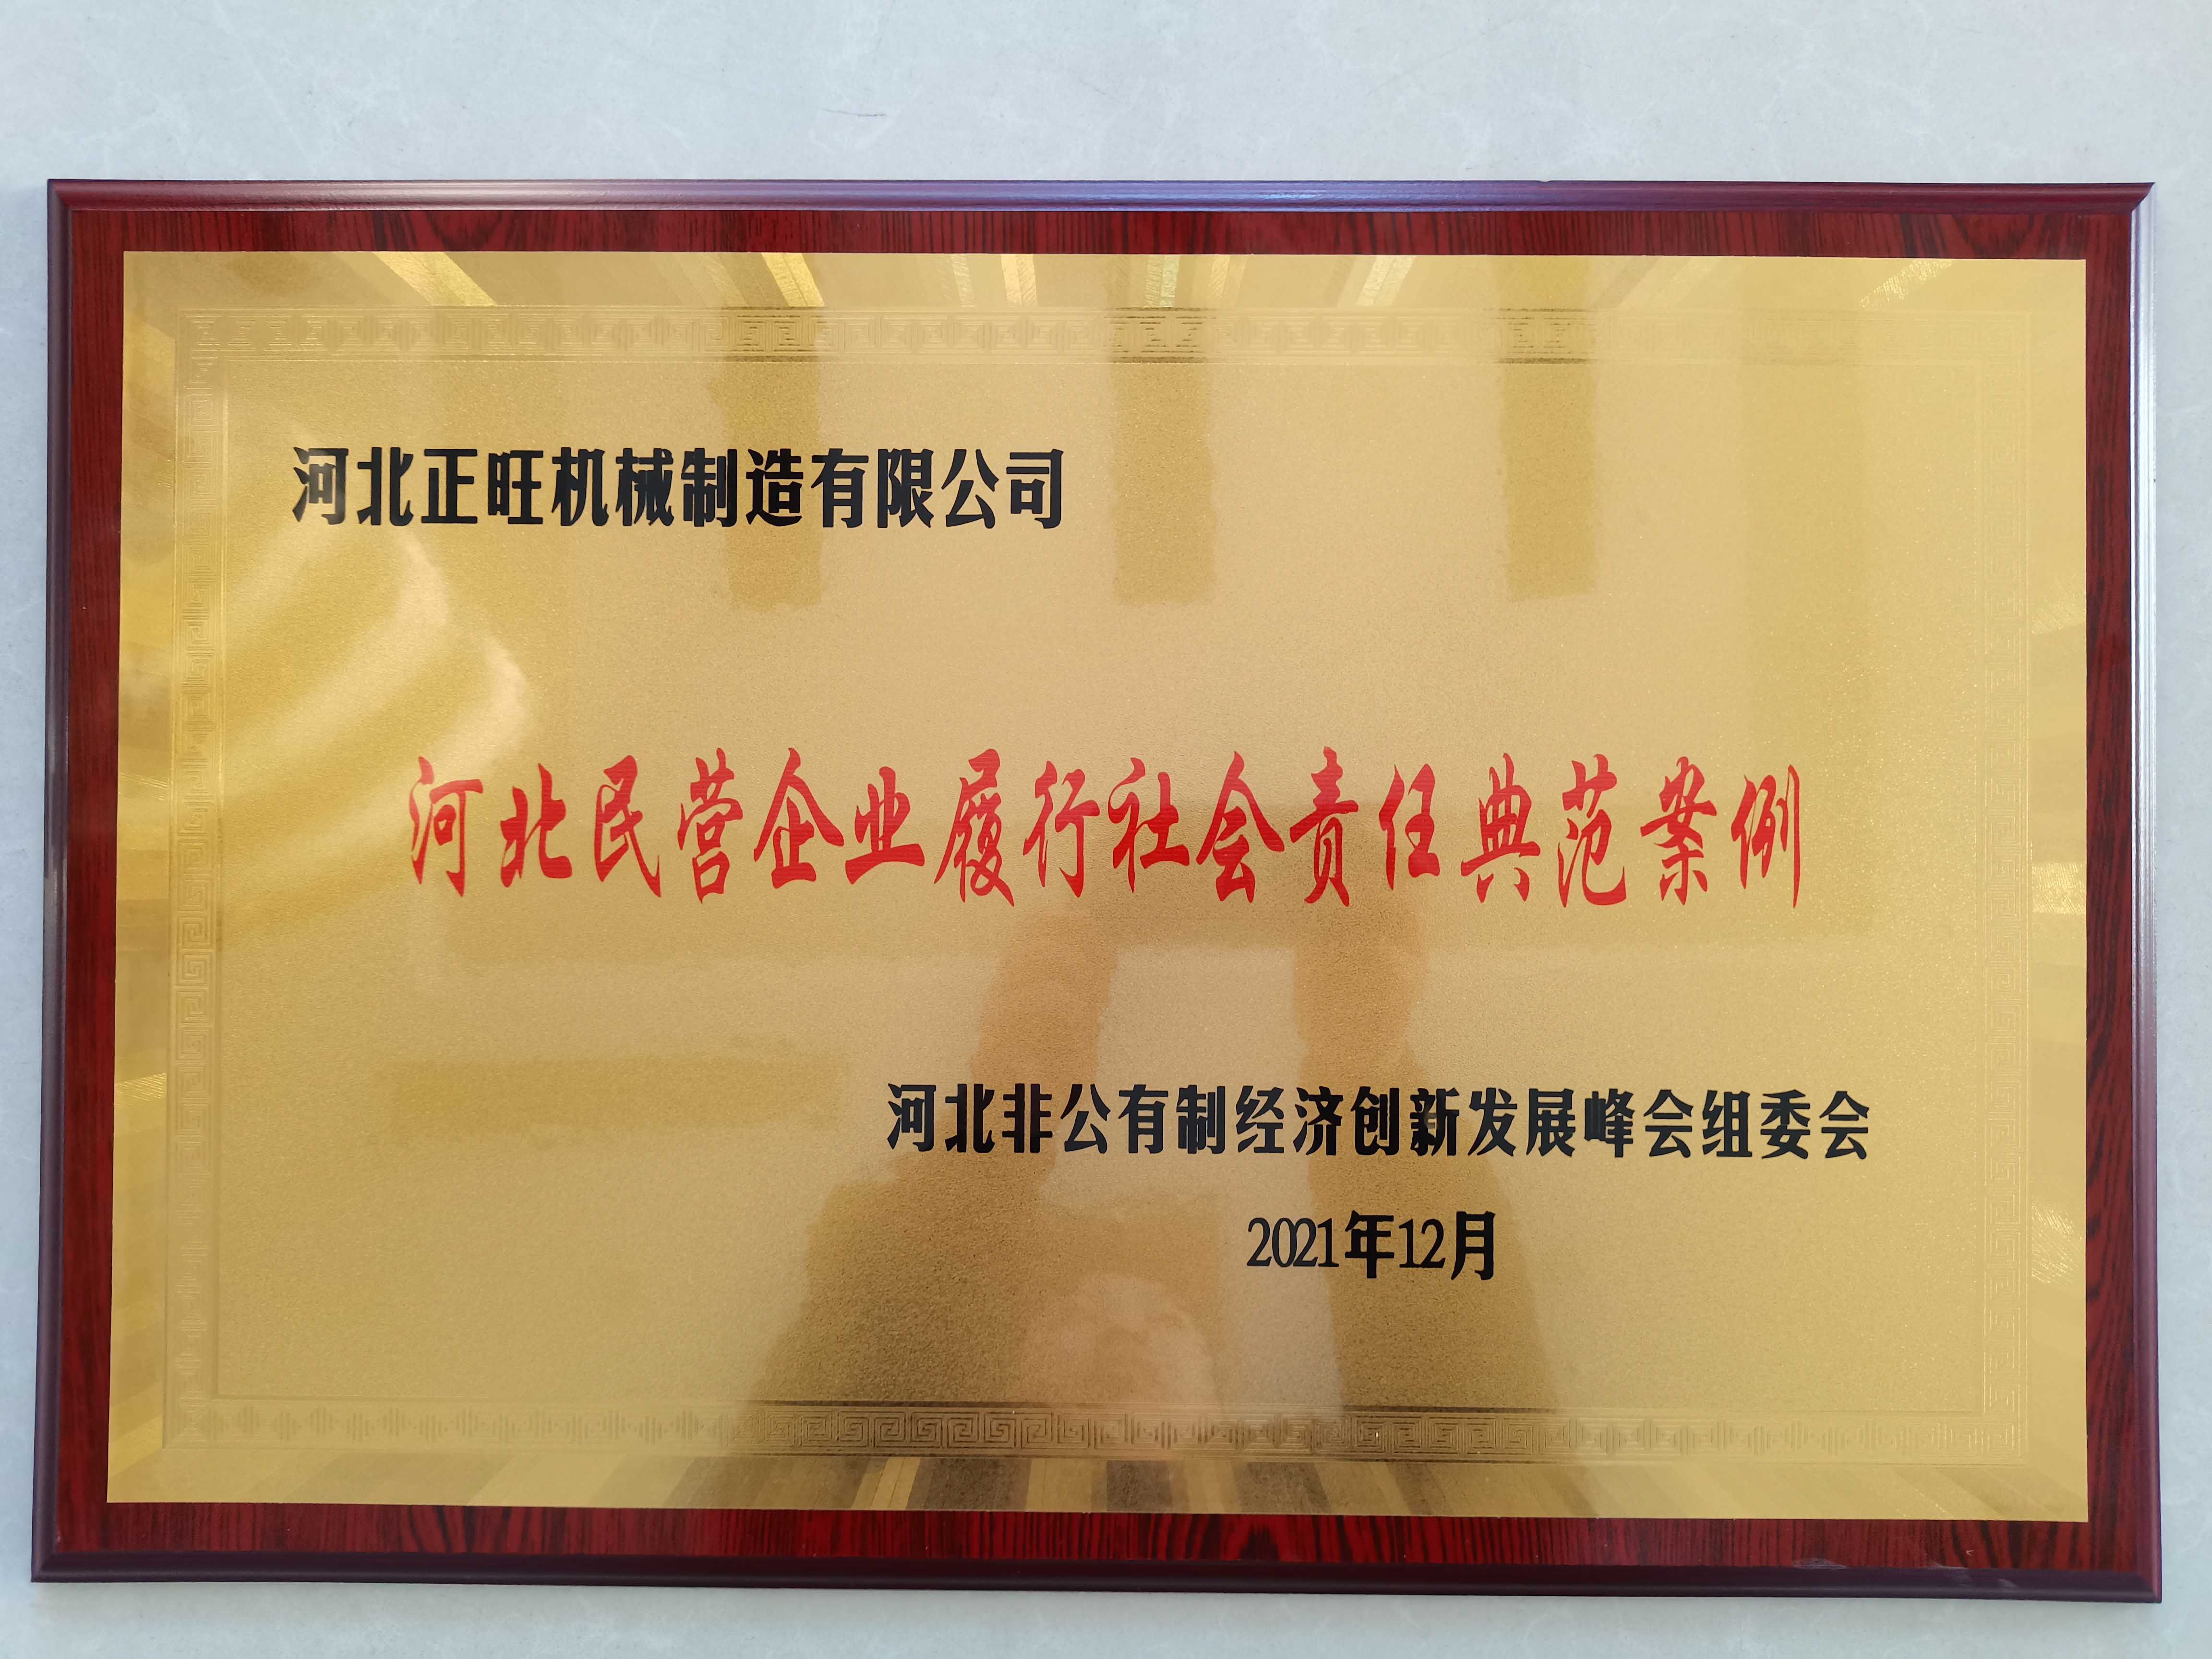 河北正旺机械制造有限公司
河北民营企业履行社会责任典范案例
河北非公有制经济创新发展峰会组委会
2021年12月